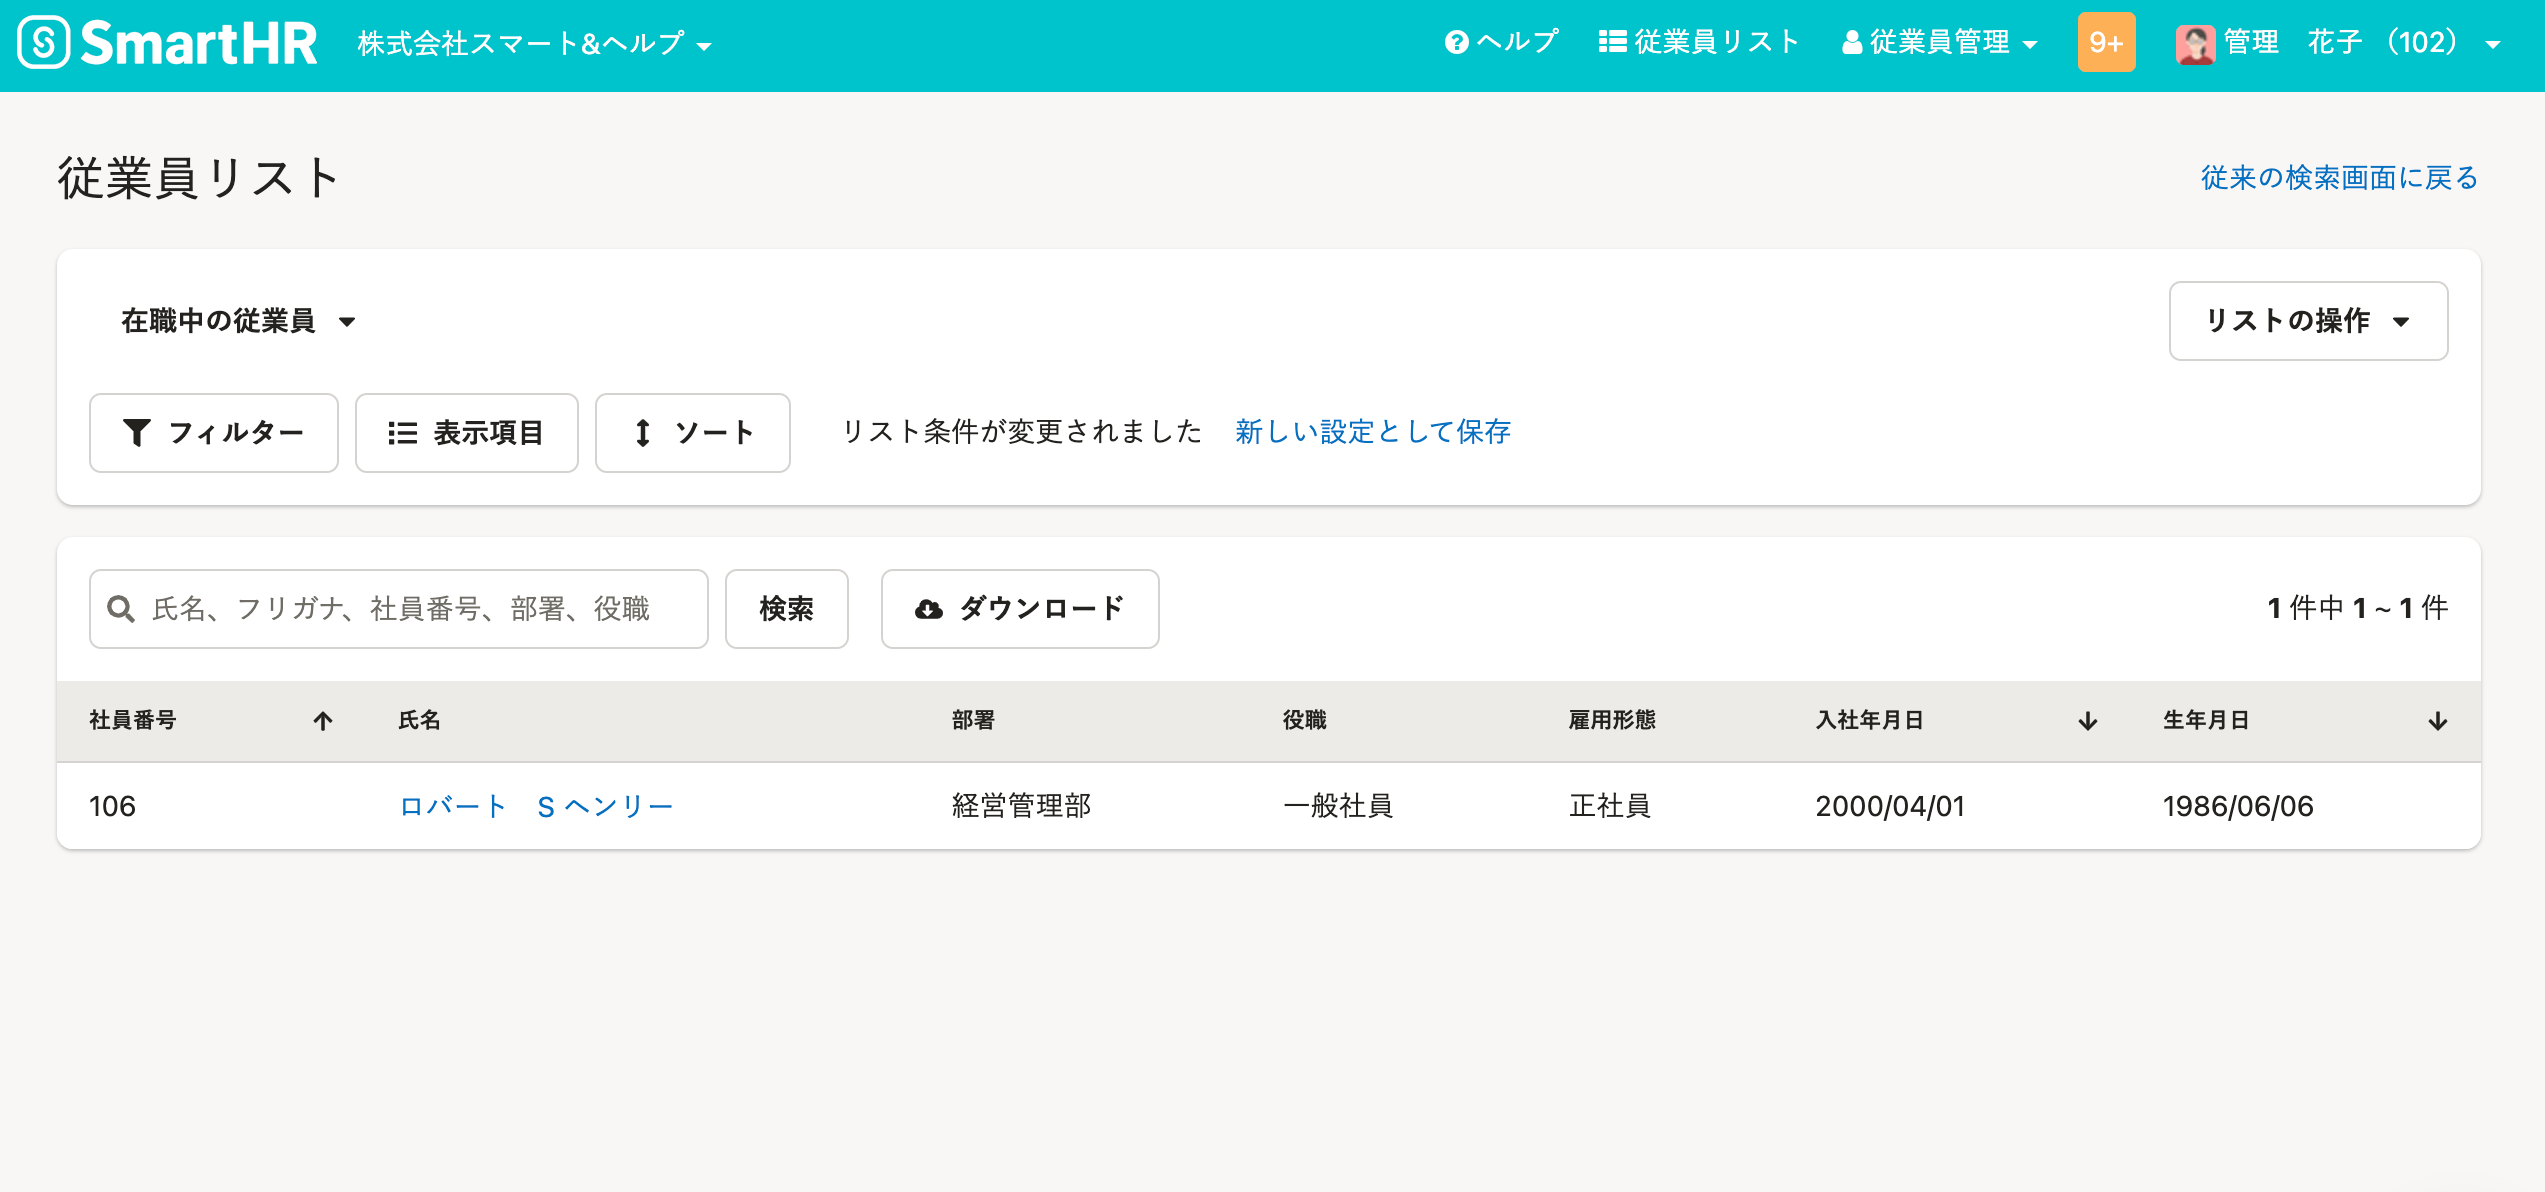 SmartHR 株式会社スマート&ヘルプ ヘルプ 従業員リスト 従業員管理 9+ 管理 花子 （102）
従業員リスト 従来の検索画面に戻る
在職中の従業員 リストの操作
フィルター 表示項目 ソート リスト条件が変更されました 新しい設定として保存
氏名、フリガナ、社員番号、部署、役職 検索 ダウンロード 1 件中 1 ~ 1 件
社員番号 氏名 部署 役職 雇用形態 入社年月日 生年月日
106 ロバート S ヘンリー 経営管理部 一般社員 正社員 2000/04/01 1986/06/06